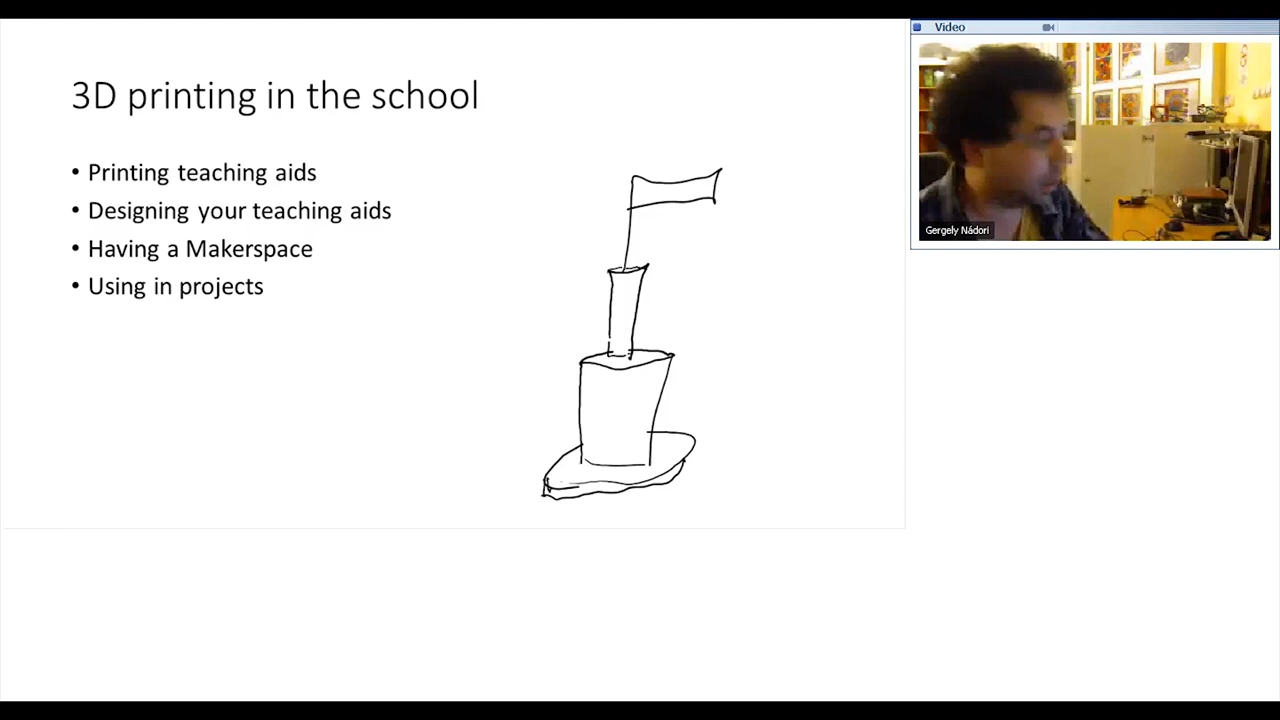 3D printing in the school
• Printing teaching aids
• Designing your teaching aids
• Having a Makerspace
• Using in projects
Video
Gergely Nádori